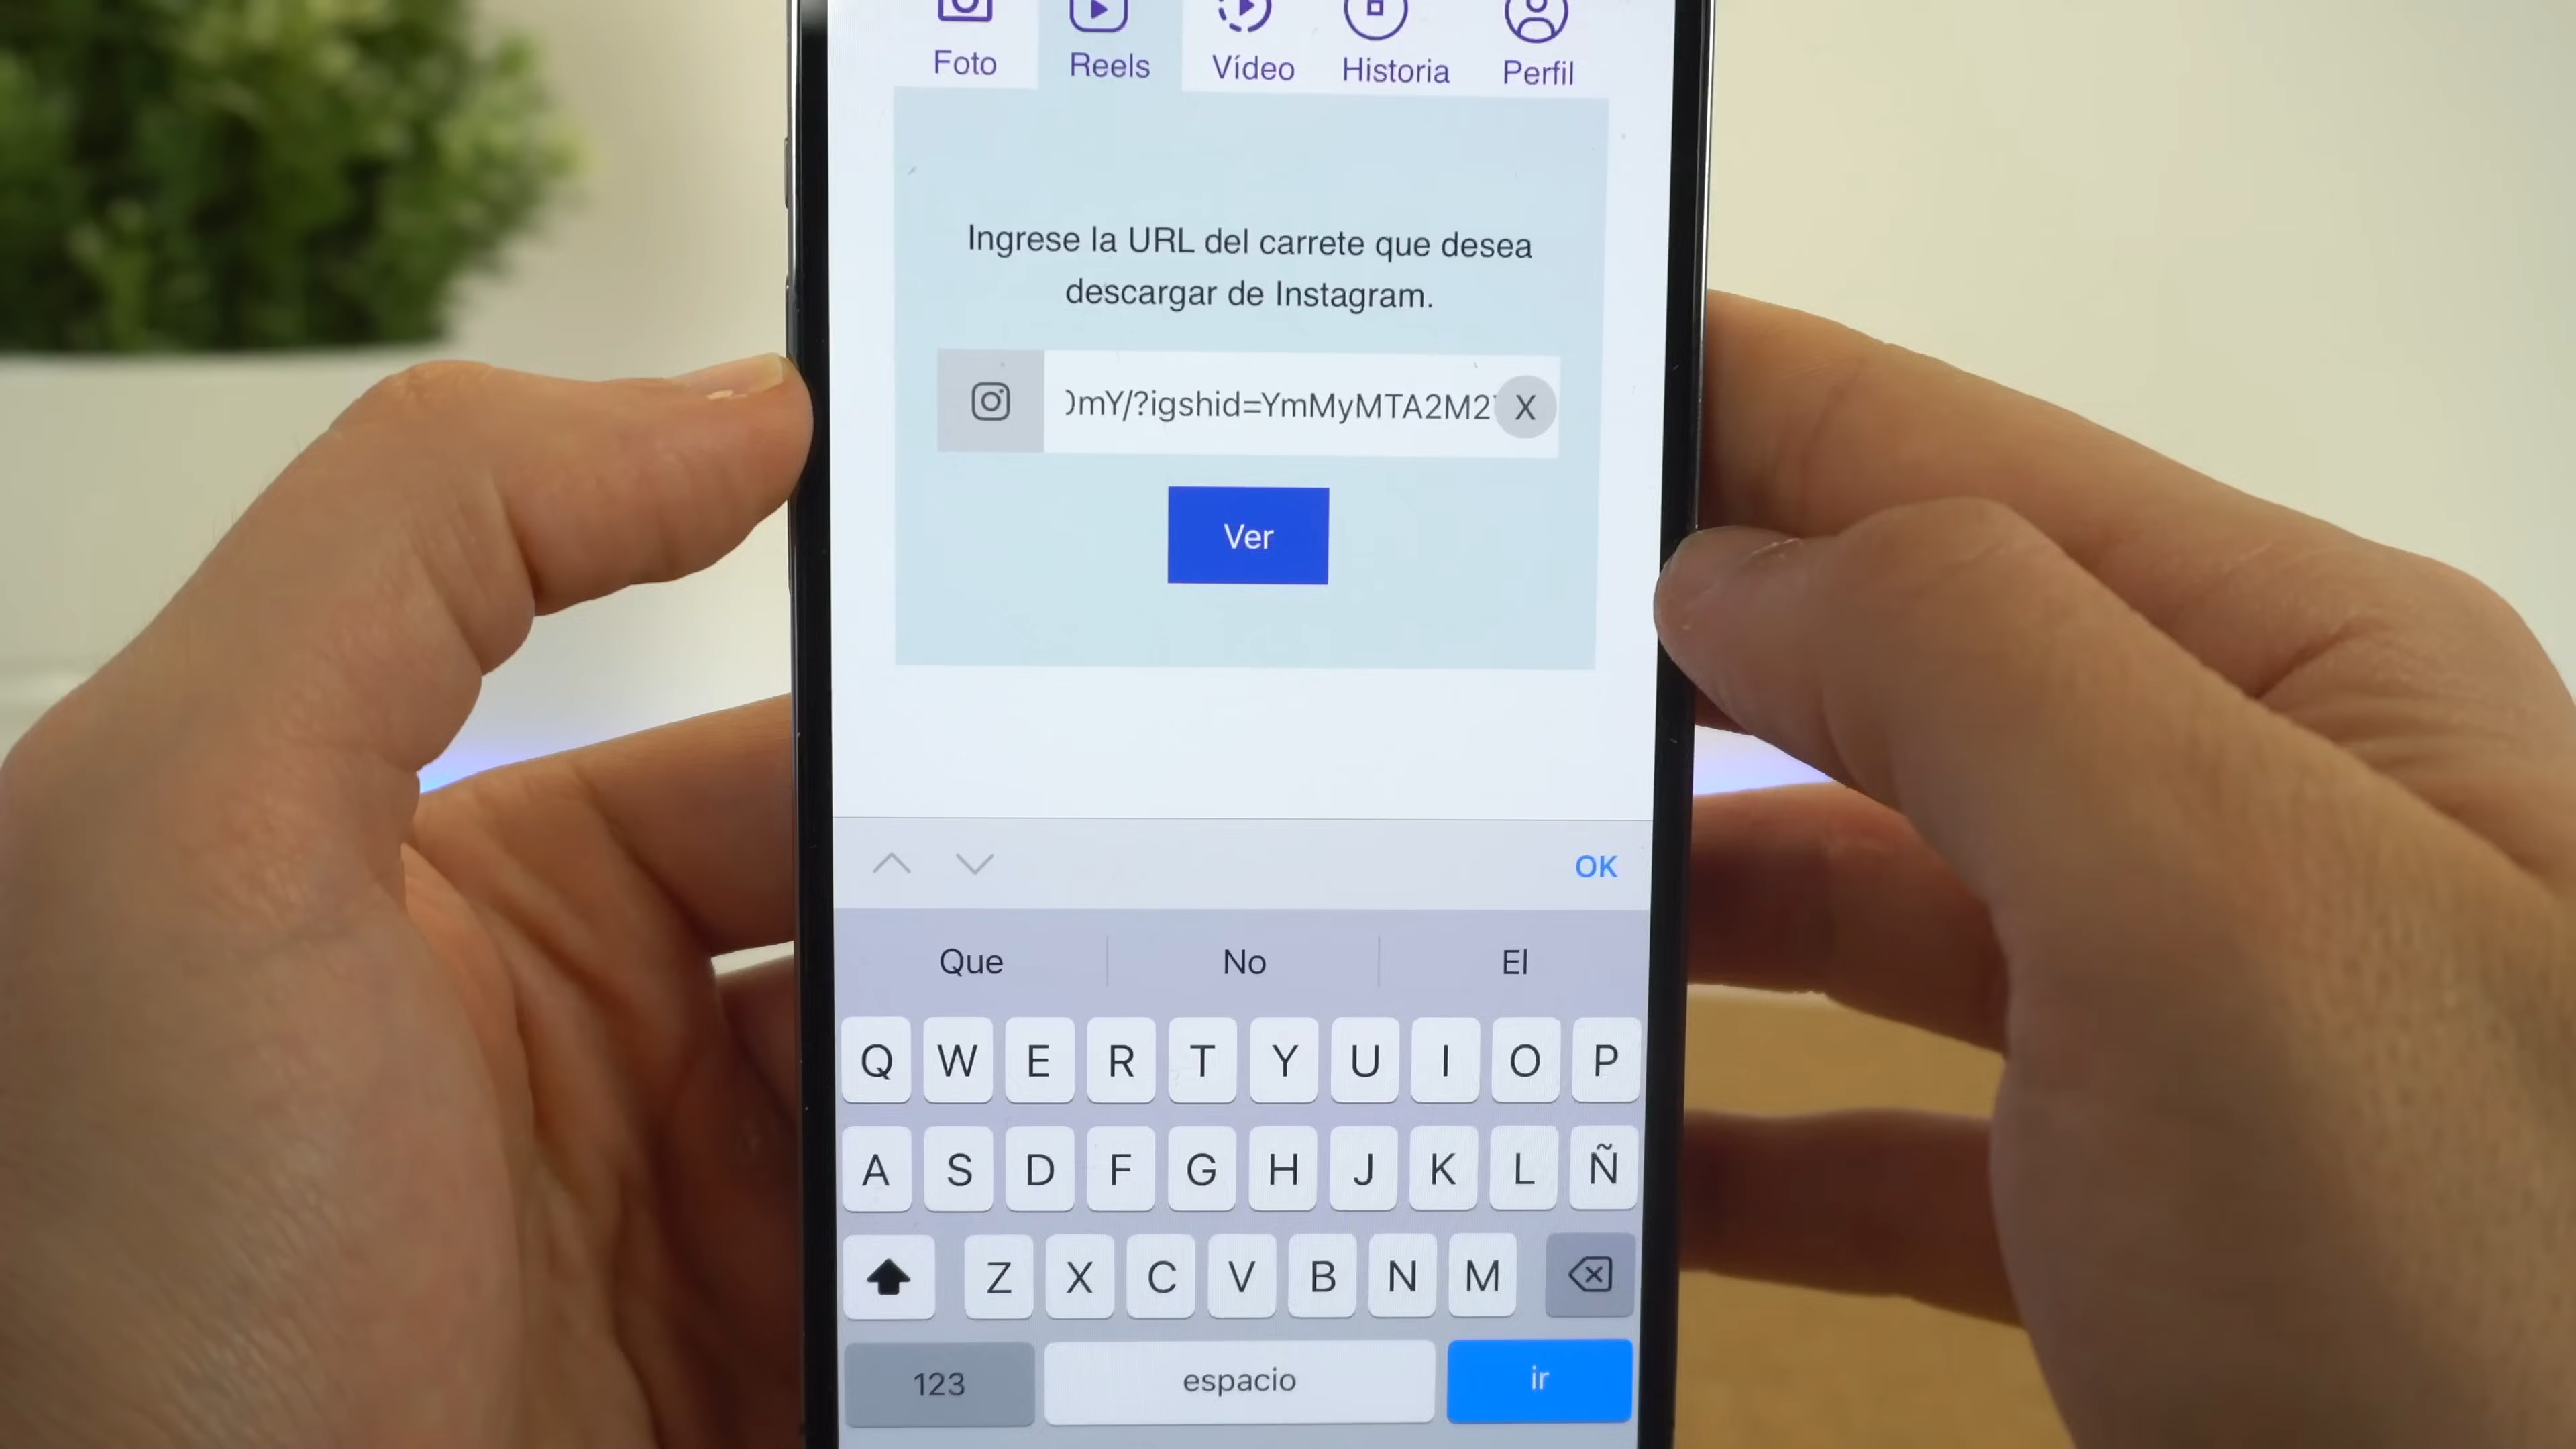 Foto Reels Vídeo Historia Perfil
Ingrese la URL del carrete que desea
descargar de Instagram.
mY/?igshid=YmMyMTA2M2 X
Ver
OK
Que No El
Q W E R T Y U I O P
A S D F G H J K L Ñ
Z X C V B N M
123 espacio ir